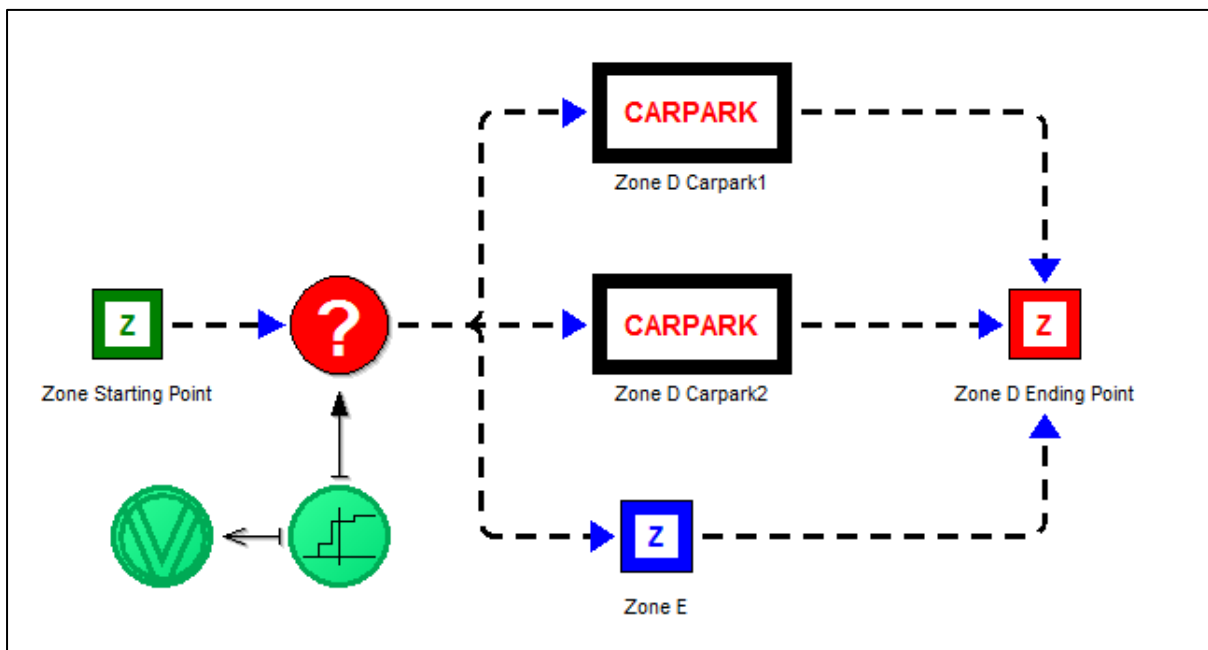 CARPARK
Zone D Carpark1
Z
Zone Starting Point
?
CARPARK
Zone D Carpark2
Z
Zone D Ending Point
Z
Zone E